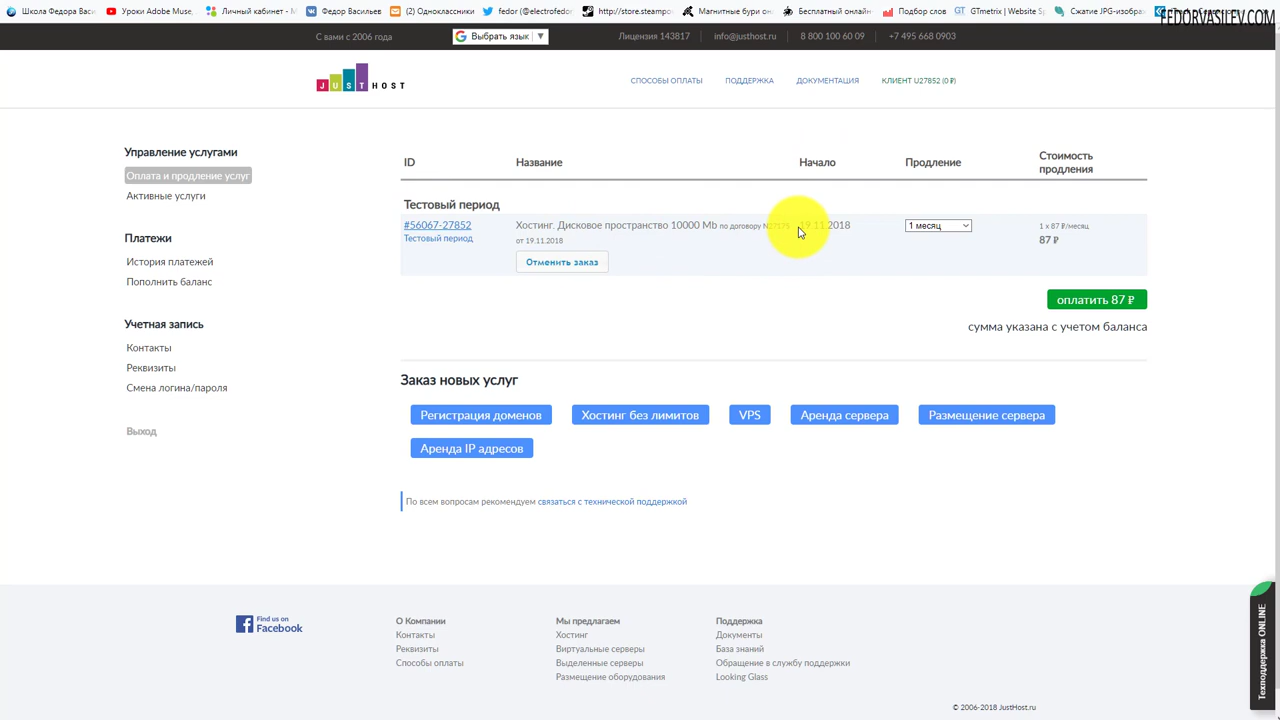 Школа Федора Васи
Уроки Adobe Muse,
Личный кабинет - М
Федор Васильев
(2) Одноклассники
fedor (@electrofedor
http://store.steampo
Магнитные бури он
Бесплатный онлайн-
Подбор слов
GTmetrix | Website Sp
Сжатие JPG-изображ
FEDORVASILEV.COM
С вами с 2006 года
Выбрать язык ▼
Лицензия 143817
info@justhost.ru
8 800 100 60 09
+7 495 668 0903
JUST HOST
СПОСОБЫ ОПЛАТЫ
ПОДДЕРЖКА
ДОКУМЕНТАЦИЯ
КЛИЕНТ U27852 (0 ₽)
Управление услугами
Оплата и продление услуг
Активные услуги
Платежи
История платежей
Пополнить баланс
Учетная запись
Контакты
Реквизиты
Смена логина/пароля
Выход
ID
Название
Начало
Продление
Стоимость
продления
Тестовый период
#56067-27852
Тестовый период
Хостинг. Дисковое пространство 10000 Mb по договору
от 19.11.2018
Отменить заказ
19.11.2018
1 месяц
1 x 87 ₽/месяц
87 ₽
оплатить 87 ₽
сумма указана с учетом баланса
Заказ новых услуг
Регистрация доменов
Хостинг без лимитов
VPS
Аренда сервера
Размещение сервера
Аренда IP адресов
По всем вопросам рекомендуем связаться с технической поддержкой
Техподдержка ONLINE
Find us on
Facebook
О Компании
Контакты
Реквизиты
Способы оплаты
Мы предлагаем
Хостинг
Виртуальные серверы
Выделенные серверы
Размещение оборудования
Поддержка
Документы
База знаний
Обращение в службу поддержки
Looking Glass
© 2006-2018 JustHost.ru